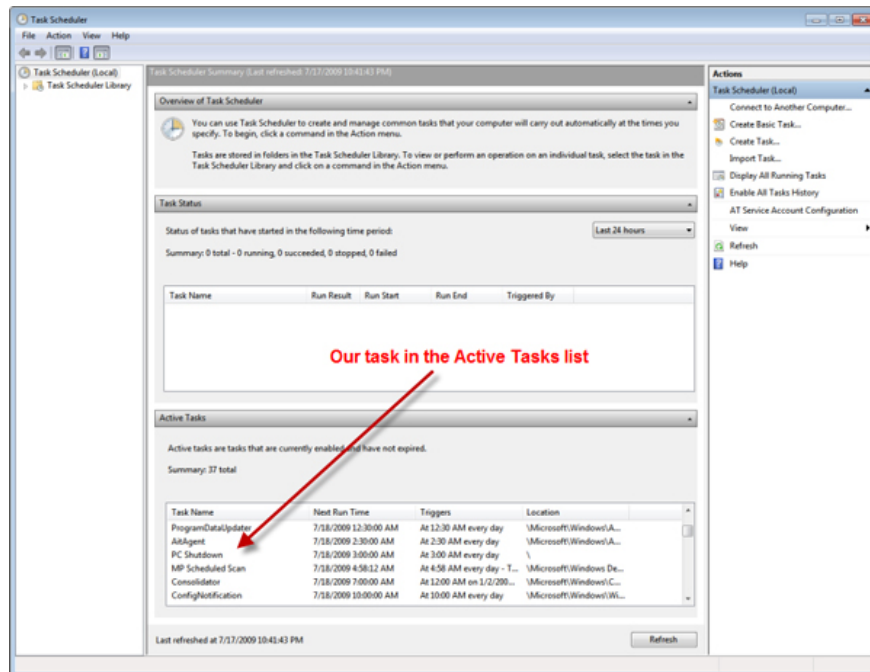 Task Scheduler
File Action View Help
Task Scheduler (Local)
Task Scheduler Library
Task Scheduler Summary (Last refreshed: 7/17/2009 10:41:43 PM)
Overview of Task Scheduler
You can use Task Scheduler to create and manage common tasks that your computer will carry out automatically at the times you
specify. To begin, click a command in the Action menu.
Tasks are stored in folders in the Task Scheduler Library. To view or perform an operation on an individual task, select the task in the
Task Scheduler Library and click on a command in the Action menu.
Task Status
Status of tasks that have started in the following time period:
Last 24 hours
Summary: 0 total - 0 running, 0 succeeded, 0 stopped, 0 failed
Task Name Run Result Run Start Run End Triggered By
Our task in the Active Tasks list
Active Tasks
Active tasks are tasks that are currently enabled and have not expired.
Summary: 37 total
Task Name Next Run Time Triggers Location
ProgramDataUpdater 7/18/2009 12:30:00 AM At 12:30 AM every day \Microsoft\Windows\A...
AitAgent 7/18/2009 2:30:00 AM At 2:30 AM every day \Microsoft\Windows\A...
PC Shutdown 7/18/2009 3:00:00 AM At 3:00 AM every day \
MP Scheduled Scan 7/18/2009 4:58:12 AM At 4:58 AM every day - T... \Microsoft\Windows De...
Consolidator 7/18/2009 7:00:00 AM At 12:00 AM on 1/2/200... \Microsoft\Windows\C...
ConfigNotification 7/18/2009 10:00:00 AM At 10:00 AM every day \Microsoft\Windows\Wi...
Last refreshed at 7/17/2009 10:41:43 PM
Refresh
Actions
Task Scheduler (Local)
Connect to Another Computer...
Create Basic Task...
Create Task...
Import Task...
Display All Running Tasks
Enable All Tasks History
AT Service Account Configuration
View
Refresh
Help